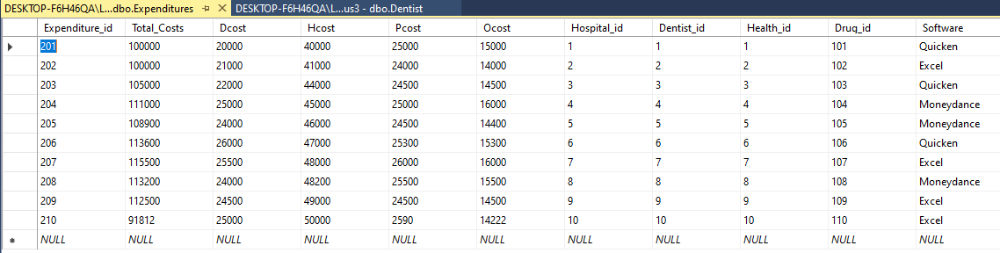 DESKTOP-F6H46QA\L...dbo.Expenditures DESKTOP-F6H46QA\L...us3 - dbo.Dentist
Expenditure_id Total_Costs Dcost Hcost Pcost Ocost Hospital_id Dentist_id Health_id Druq_id Software
201 100000 20000 40000 25000 15000 1 1 1 101 Quicken
202 100000 21000 41000 24000 14000 2 2 2 102 Excel
203 105000 22000 44000 24500 14500 3 3 3 103 Quicken
204 111000 25000 45000 25000 16000 4 4 4 104 Moneydance
205 108900 24000 46000 24500 14400 5 5 5 105 Moneydance
206 113600 26000 47000 25300 15300 6 6 6 106 Quicken
207 115500 25500 48000 26000 16000 7 7 7 107 Excel
208 113200 24000 48200 25500 15500 8 8 8 108 Moneydance
209 112500 24500 49000 24000 14500 9 9 9 109 Excel
210 91812 25000 50000 2590 14222 10 10 10 110 Excel
NULL NULL NULL NULL NULL NULL NULL NULL NULL NULL NULL